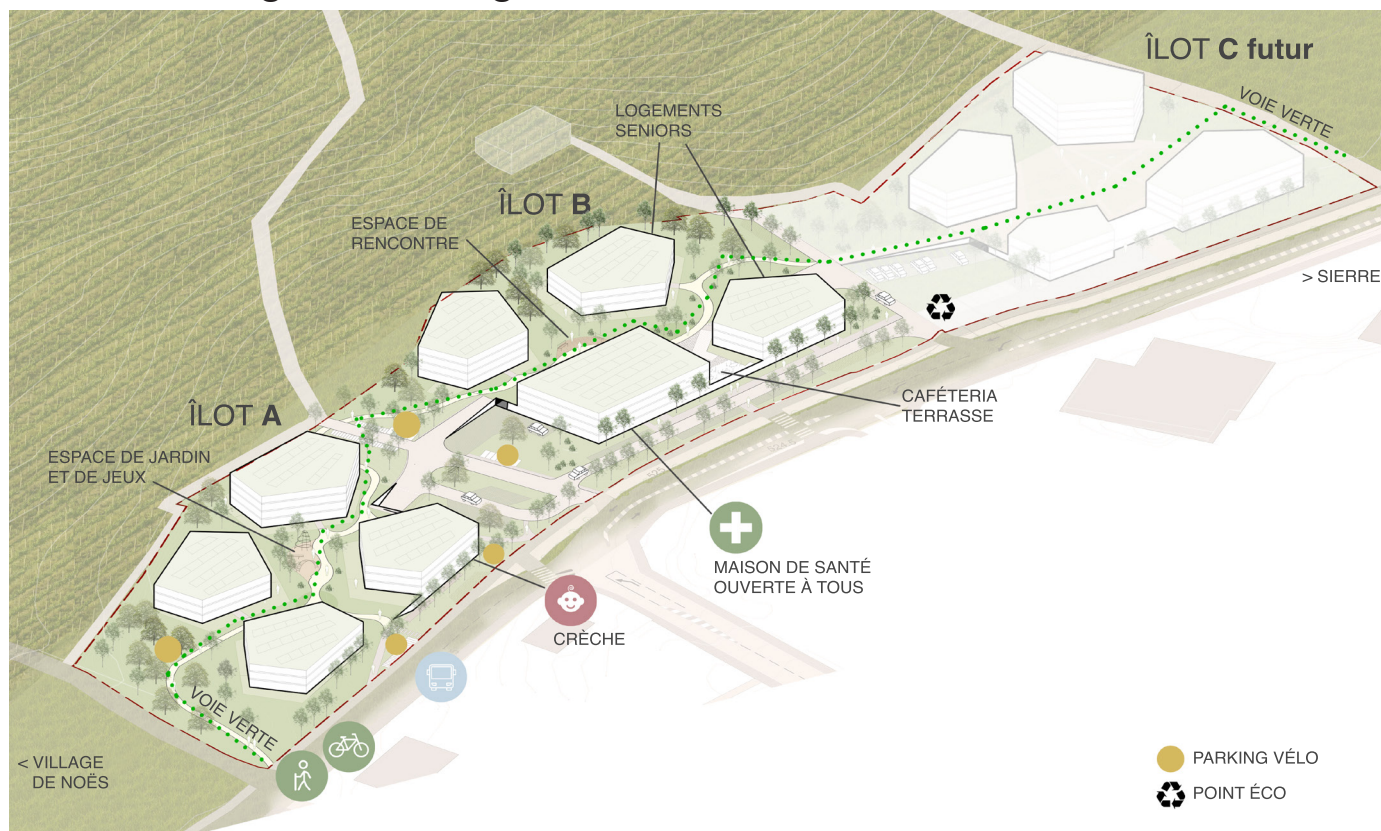 ÎLOT C futur
VOIE VERTE
LOGEMENTS
SENIORS
ÎLOT B
ESPACE DE
RENCONTRE
> SIERRE
CAFÉTERIA
TERRASSE
ÎLOT A
ESPACE DE JARDIN
ET DE JEUX
MAISON DE SANTÉ
OUVERTE À TOUS
CRÈCHE
VOIE VERTE
< VILLAGE
DE NOËS
PARKING VÉLO
POINT ÉCO